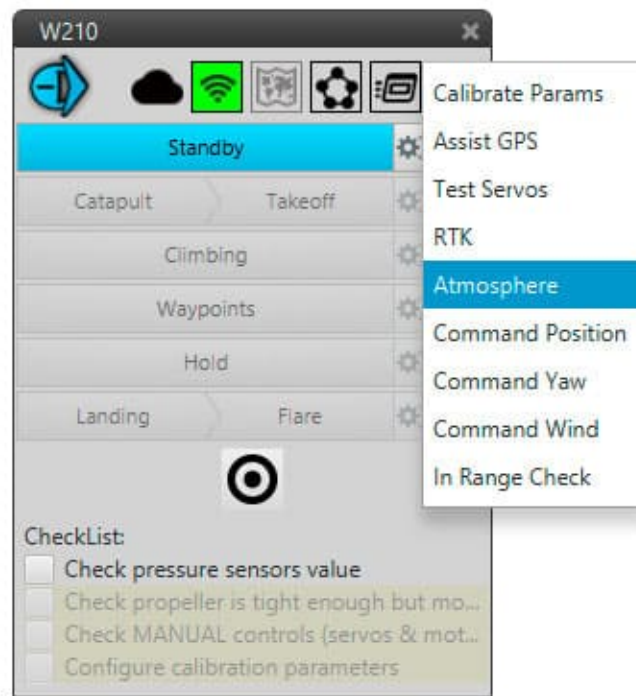 W210
Standby
Catapult Takeoff
Climbing
Waypoints
Hold
Landing Flare
Calibrate Params
Assist GPS
Test Servos
RTK
Atmosphere
Command Position
Command Yaw
Command Wind
In Range Check
CheckList:
Check pressure sensors value
Check propeller is tight enough but mo...
Check MANUAL controls (servos & mot...
Configure calibration parameters